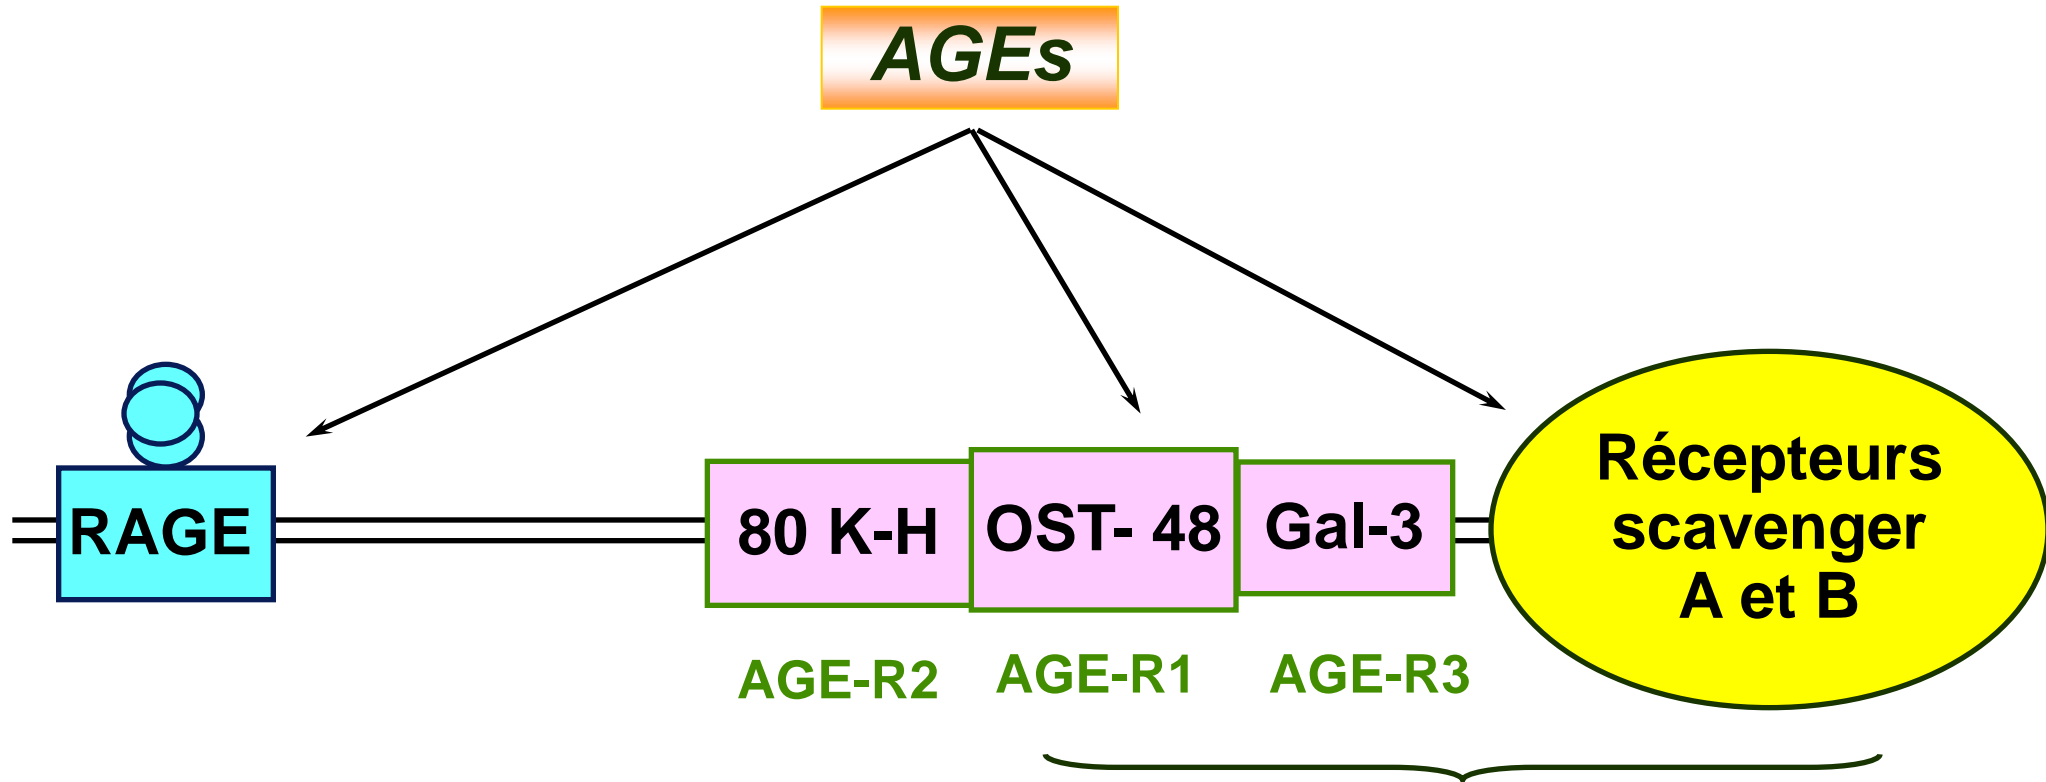 AGEs
RAGE
80 K-H
OST- 48
Gal-3
Récepteurs
scavenger
A et B
AGE-R2
AGE-R1
AGE-R3